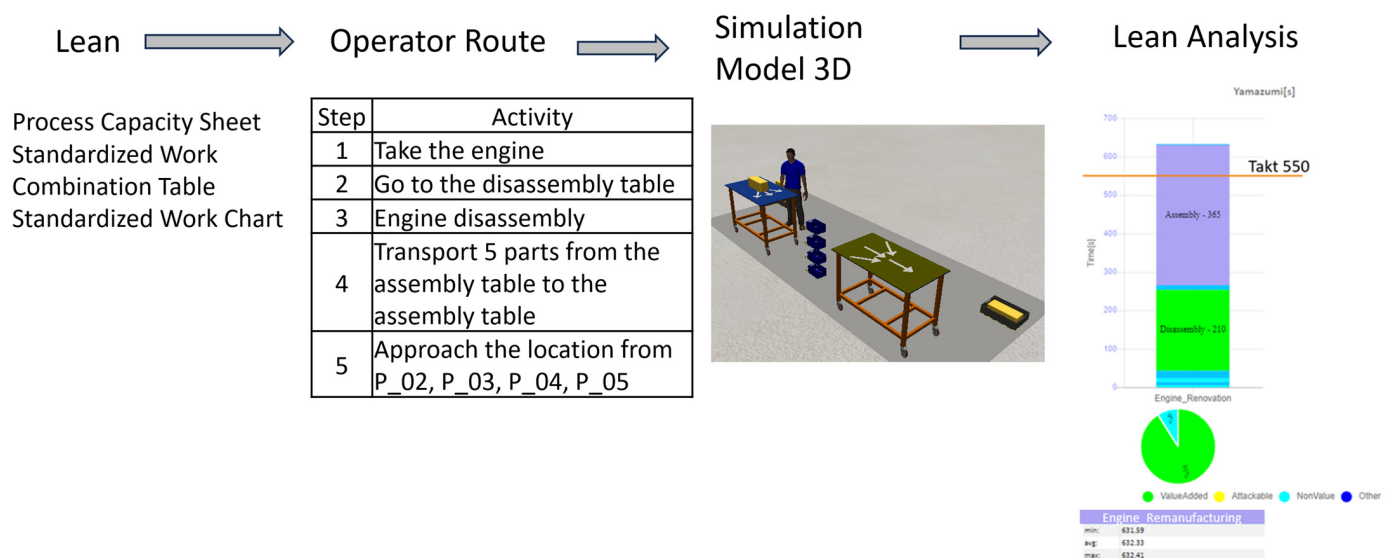 Lean
Operator Route
Simulation
Model 3D
Lean Analysis
Process Capacity Sheet
Standardized Work
Combination Table
Standardized Work Chart
Step Activity
1 Take the engine
2 Go to the disassembly table
3 Engine disassembly
4 Transport 5 parts from the
assembly table to the
assembly table
5 Approach the location from
P_02, P_03, P_04, P_05
Yamazumi[s]
700
600
500
400
300
200
100
0
Time[s]
Takt 550
Assembly - 365
Disassembly - 210
Engine_Renovation
ValueAdded Attackable NonValue Other
Engine Remanufacturing
min: 631.59
avg: 632.33
max: 632.41